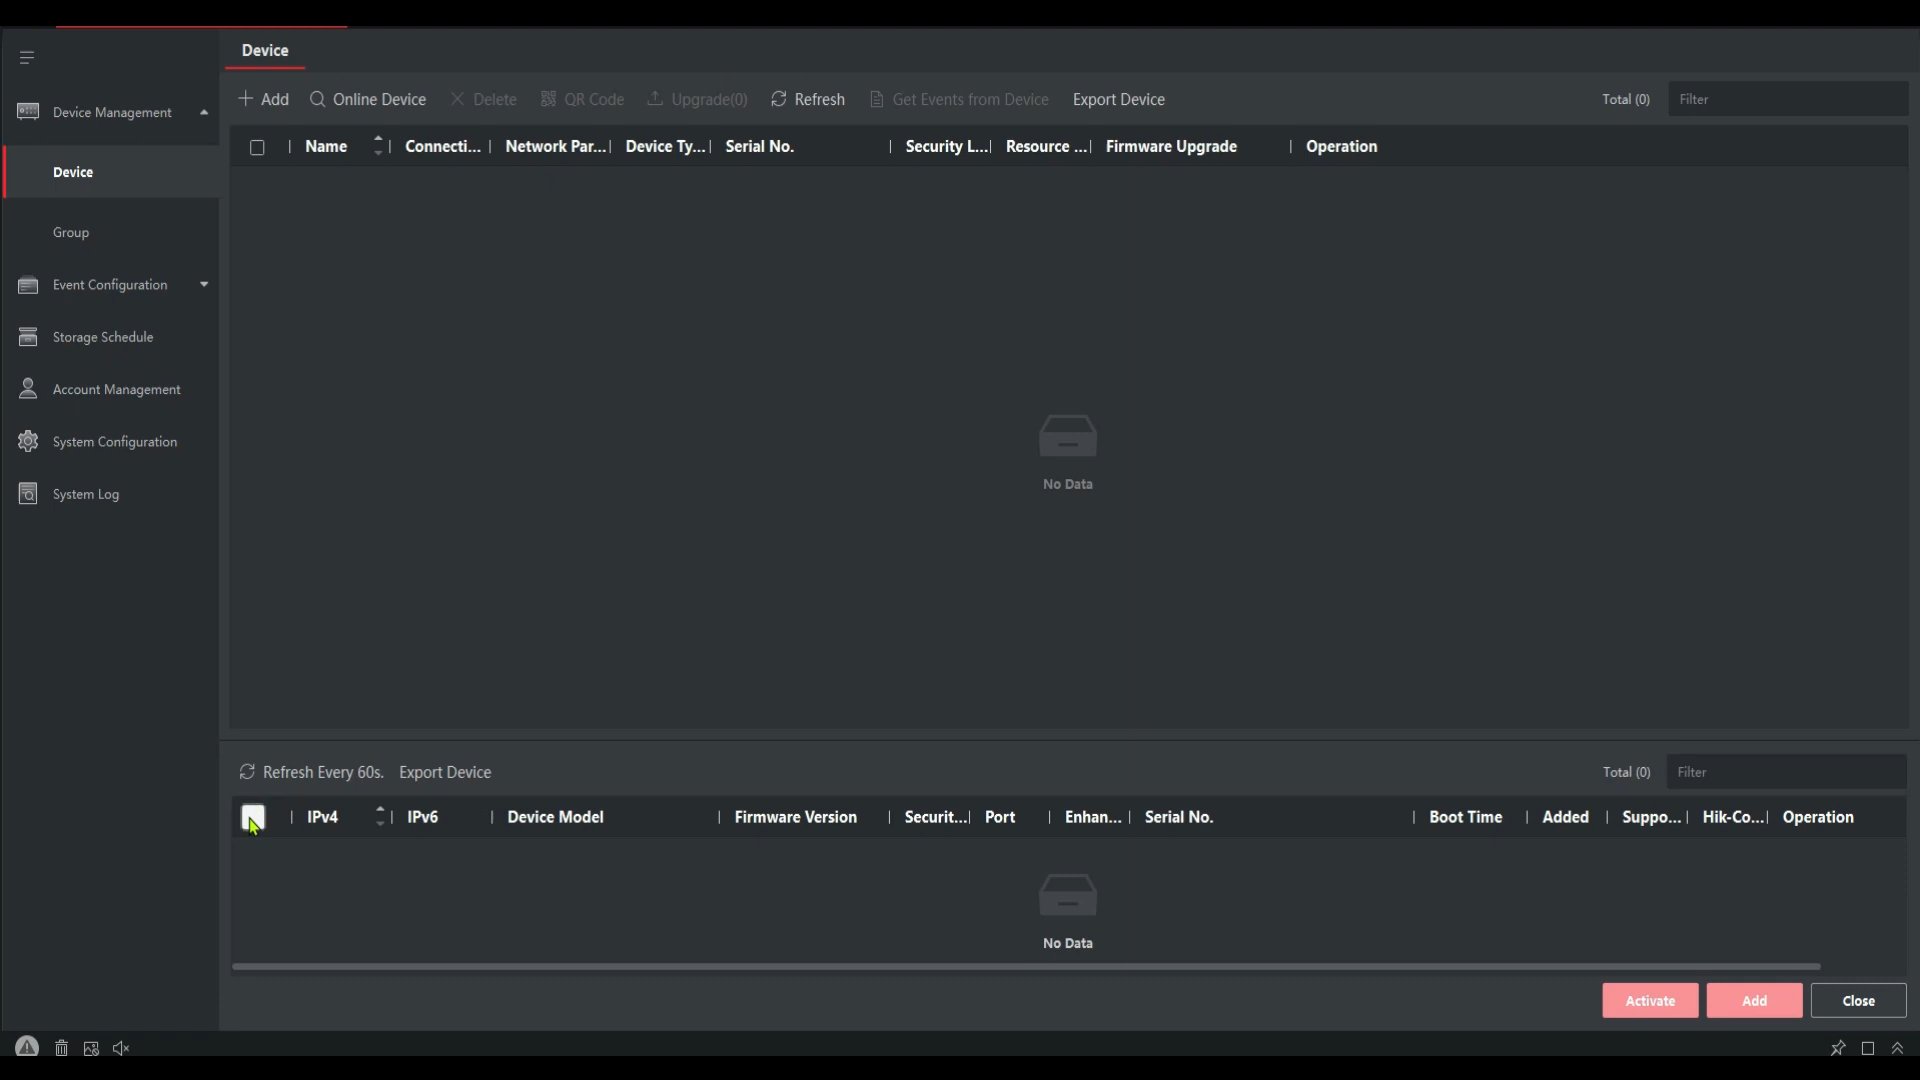 Device
Device Management
Device
Group
Event Configuration
Storage Schedule
Account Management
System Configuration
System Log
Add Online Device Delete QR Code Upgrade(0) Refresh Get Events from Device Export Device Total (0) Filter
Name Connecti... Network Par... Device Ty... Serial No. Security L... Resource ... Firmware Upgrade Operation
No Data
Refresh Every 60s. Export Device Total (0) Filter
IPv4 IPv6 Device Model Firmware Version Securit... Port Enhan... Serial No. Boot Time Added Suppo... Hik-Co... Operation
No Data
Activate Add Close